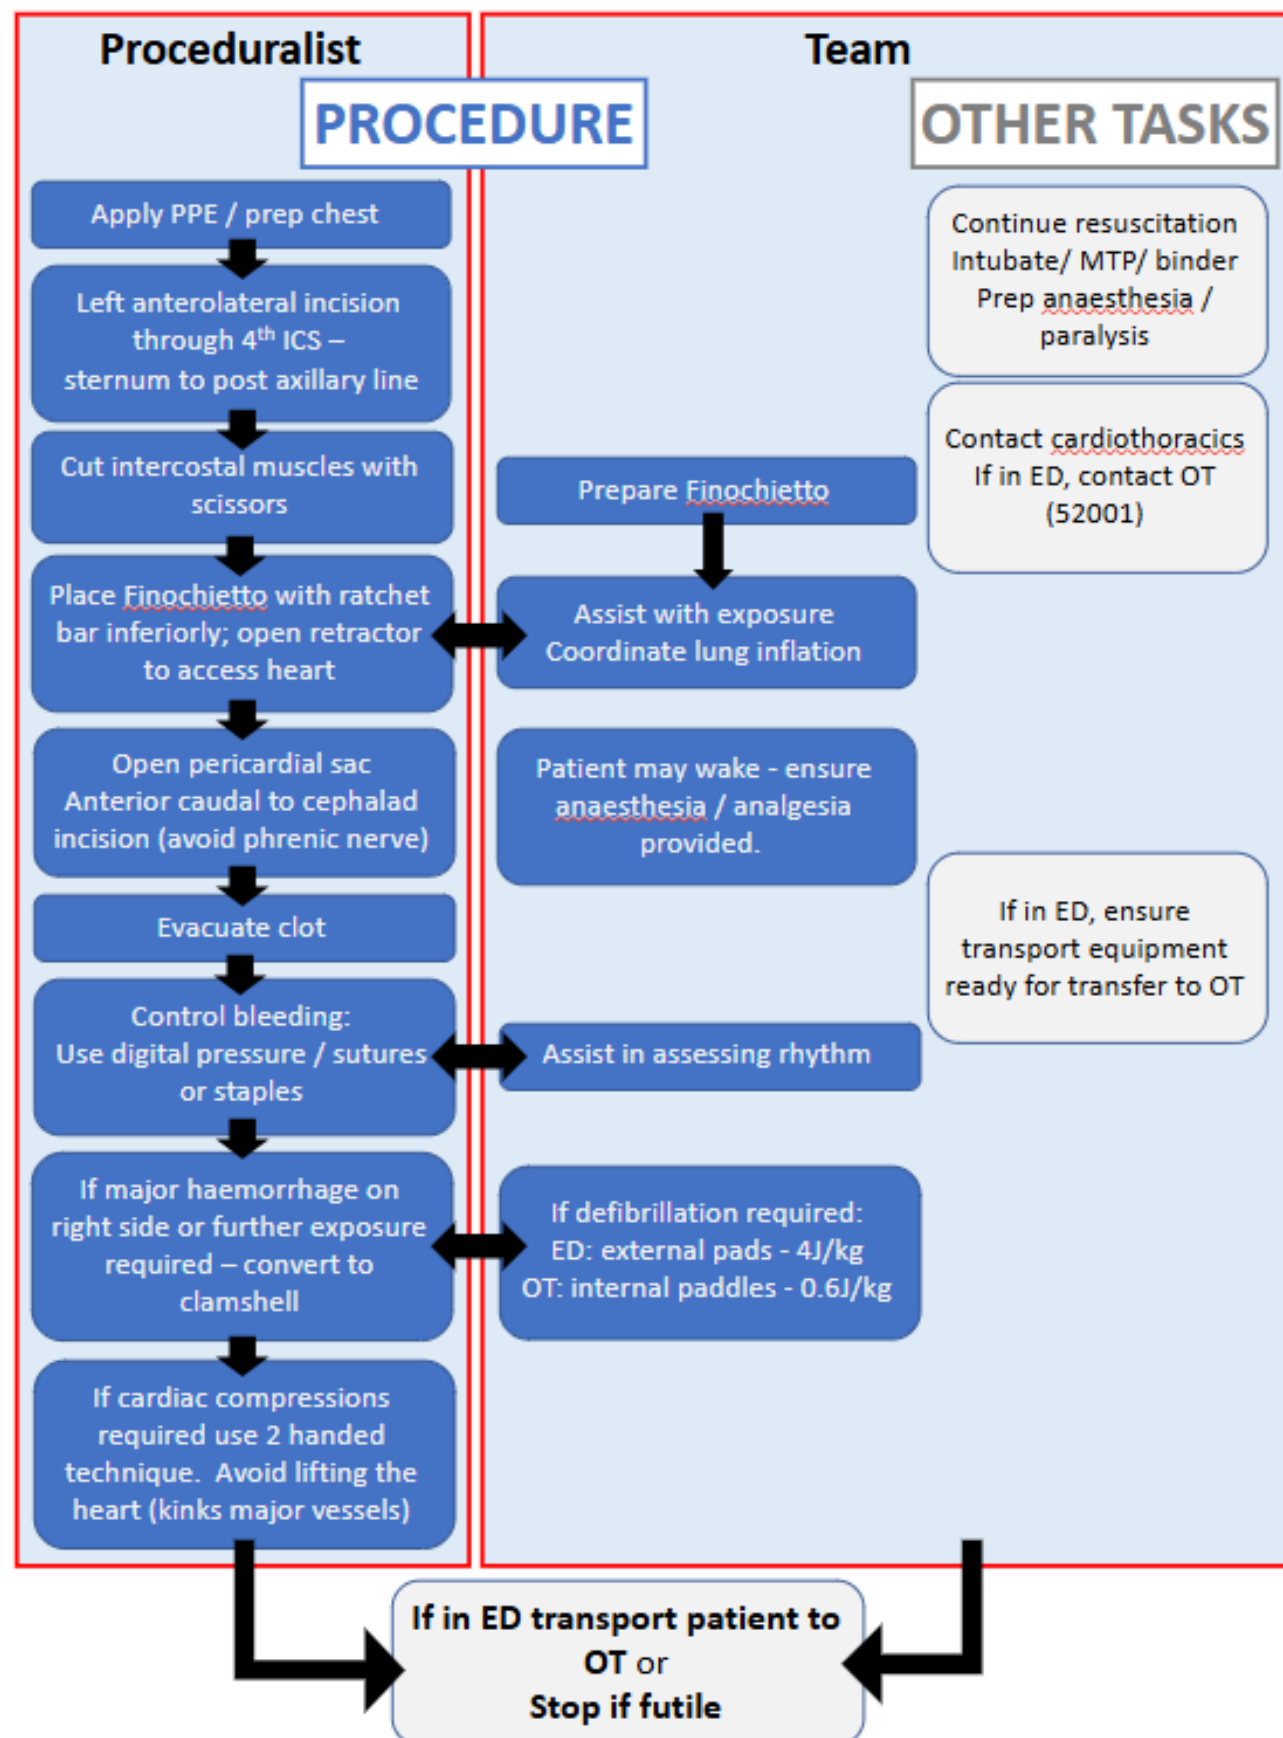 Proceduralist
Team
PROCEDURE
OTHER TASKS
Apply PPE / prep chest
Left anterolateral incision
through 4th ICS –
sternum to post axillary line
Cut intercostal muscles with
scissors
Place Finochietto with ratchet
bar inferiorly; open retractor
to access heart
Open pericardial sac
Anterior caudal to cephalad
incision (avoid phrenic nerve)
Evacuate clot
Control bleeding:
Use digital pressure / sutures
or staples
If major haemorrhage on
right side or further exposure
required – convert to
clamshell
If cardiac compressions
required use 2 handed
technique.  Avoid lifting the
heart (kinks major vessels)
Prepare Finochietto
Assist with exposure
Coordinate lung inflation
Patient may wake - ensure
anaesthesia / analgesia
provided.
Assist in assessing rhythm
If defibrillation required:
ED: external pads - 4J/kg
OT: internal paddles - 0.6J/kg
Continue resuscitation
Intubate/ MTP/ binder
Prep anaesthesia /
paralysis
Contact cardiothoracics
If in ED, contact OT
(52001)
If in ED, ensure
transport equipment
ready for transfer to OT
If in ED transport patient to
OT or
Stop if futile